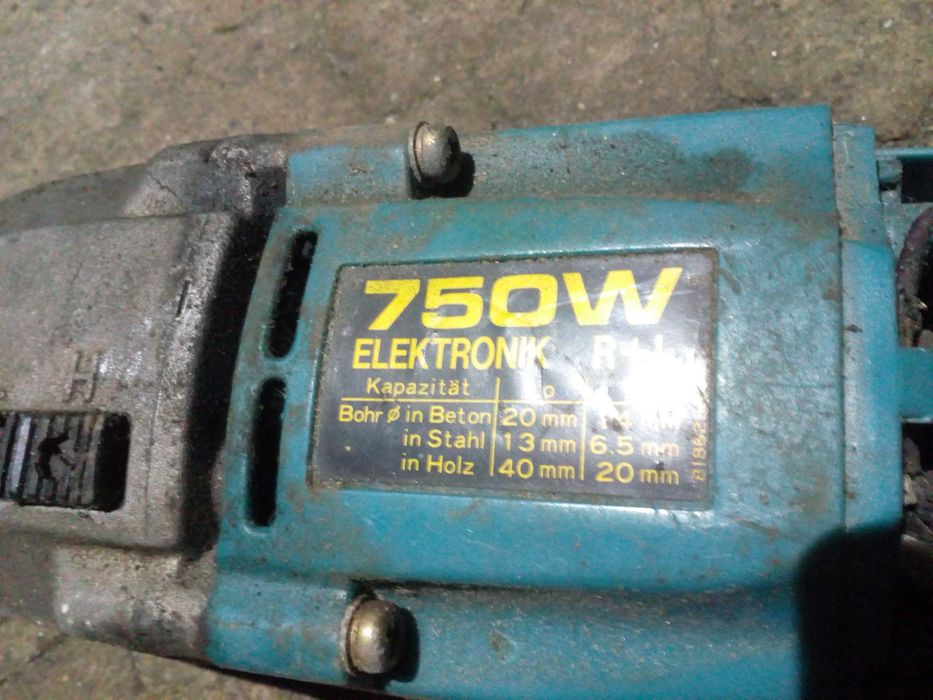 750W
ELEKTRONIK R+L
Kapazität
Bohr ø in Beton 20 mm
in Stahl 13 mm 6.5 mm
in Holz 40 mm 20 mm
H